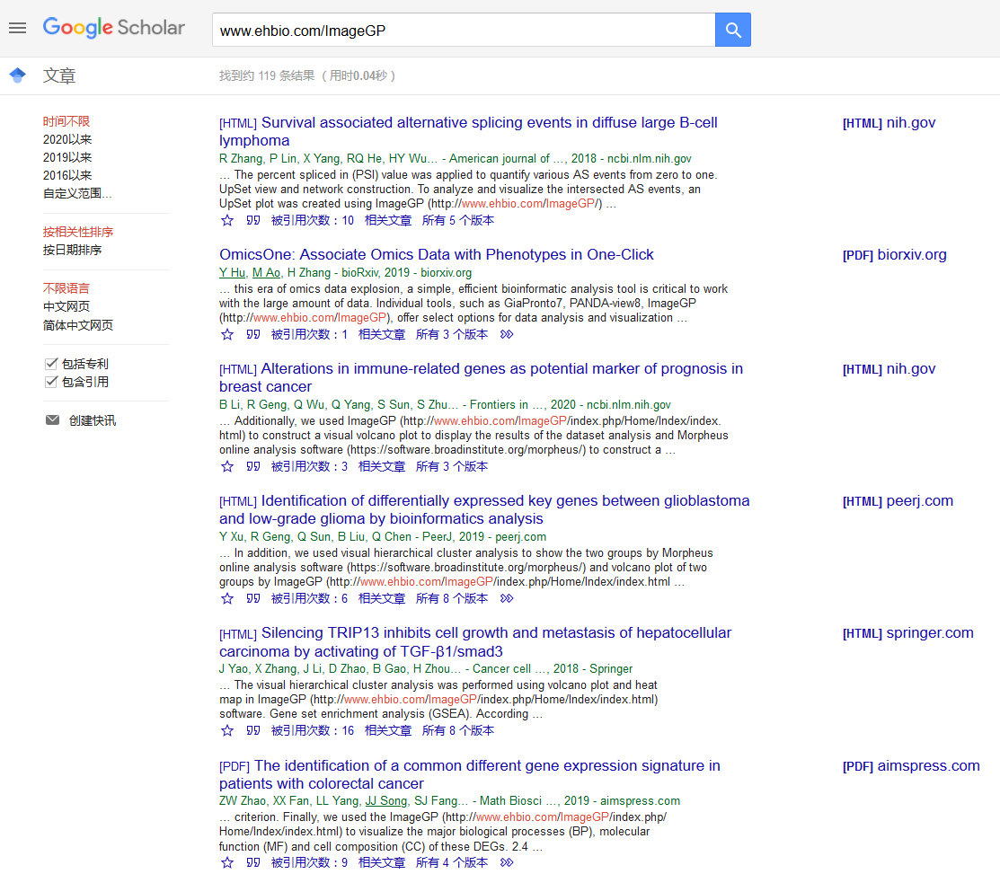 Google Scholar
www.ehbio.com/ImageGP
文章
找到约 119 条结果 （用时0.04秒）
时间不限
2020以来
2019以来
2016以来
自定义范围...
按相关性排序
按日期排序
不限语言
中文网页
简体中文网页
包括专利
包含引用
创建快讯
[HTML] Survival associated alternative splicing events in diffuse large B-cell
lymphoma
R Zhang, P Lin, X Yang, RQ He, HY Wu… - American journal of …, 2018 - ncbi.nlm.nih.gov
… The percent spliced in (PSI) value was applied to quantify various AS events from zero to one.
UpSet view and network construction. To analyze and visualize the intersected AS events, an
UpSet plot was created using ImageGP (http://www.ehbio.com/ImageGP/) …
被引用次数：10 相关文章 所有 5 个版本
[HTML] nih.gov
OmicsOne: Associate Omics Data with Phenotypes in One-Click
Y Hu, M Ao, H Zhang - bioRxiv, 2019 - biorxiv.org
… this era of omics data explosion, a simple, efficient bioinformatic analysis tool is critical to work
with the large amount of data. Individual tools, such as GiaPronto7, PANDA-view8, ImageGP
(http://www.ehbio.com/ImageGP), offer select options for data analysis and visualization …
被引用次数：1 相关文章 所有 3 个版本
[PDF] biorxiv.org
[HTML] Alterations in immune-related genes as potential marker of prognosis in
breast cancer
B Li, R Geng, Q Wu, Q Yang, S Sun, S Zhu… - Frontiers in …, 2020 - ncbi.nlm.nih.gov
… Additionally, we used ImageGP (http://www.ehbio.com/ImageGP/index.php/Home/Index/index.
html) to construct a visual volcano plot to display the results of the dataset analysis and Morpheus
online analysis software (https://software.broadinstitute.org/morpheus/) to construct a …
被引用次数：3 相关文章 所有 3 个版本
[HTML] nih.gov
[HTML] Identification of differentially expressed key genes between glioblastoma
and low-grade glioma by bioinformatics analysis
Y Xu, R Geng, Q Sun, B Liu, Q Chen - PeerJ, 2019 - peerj.com
… In addition, we used visual hierarchical cluster analysis to show the two groups by Morpheus
online analysis software (https://software.broadinstitute.org/morpheus/) and volcano plot of two
groups by ImageGP (http://www.ehbio.com/ImageGP/index.php/Home/Index/index.html …
被引用次数：6 相关文章 所有 8 个版本
[HTML] peerj.com
[HTML] Silencing TRIP13 inhibits cell growth and metastasis of hepatocellular
carcinoma by activating of TGF-β1/smad3
J Yao, X Zhang, J Li, D Zhao, B Gao, H Zhou… - Cancer cell …, 2018 - Springer
… The visual hierarchical cluster analysis was performed using volcano plot and heat
map in ImageGP (http://www.ehbio.com/ImageGP/index.php/Home/Index/index.html)
software. Gene set enrichment analysis (GSEA). According …
被引用次数：16 相关文章 所有 8 个版本
[HTML] springer.com
[PDF] The identification of a common different gene expression signature in
patients with colorectal cancer
ZW Zhao, XX Fan, LL Yang, JJ Song, SJ Fang… - Math Biosci …, 2019 - aimspress.com
… criterion. Finally, we used the ImageGP (http://www.ehbio.com/ImageGP/index.php/
Home/Index/index.html) to visualize the major biological processes (BP), molecular
function (MF) and cell composition (CC) of these DEGs. 2.4 …
被引用次数：9 相关文章 所有 4 个版本
[PDF] aimspress.com